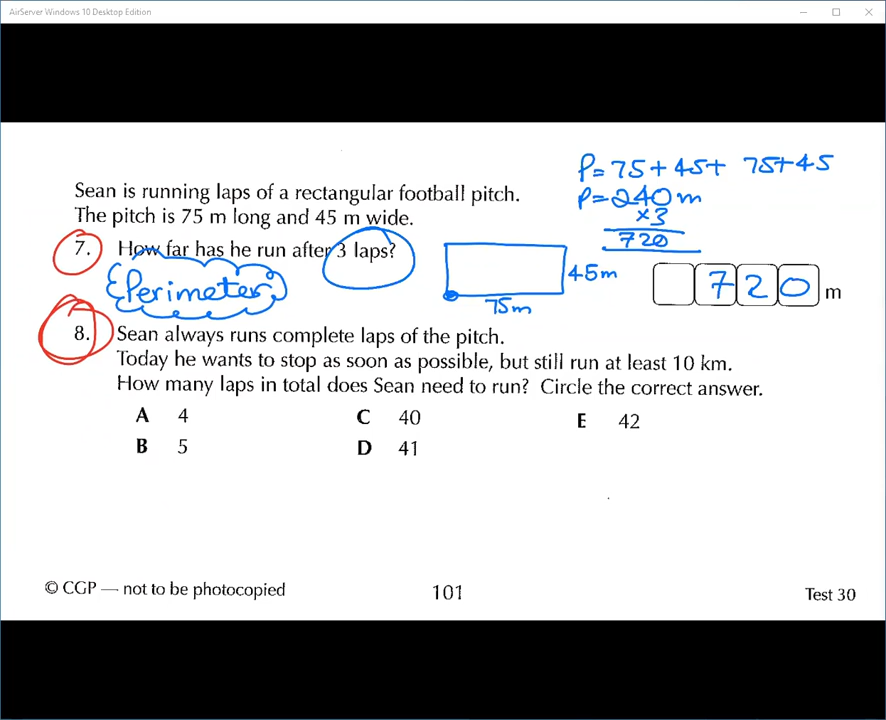 AirServer Windows 10 Desktop Edition
Sean is running laps of a rectangular football pitch.
The pitch is 75 m long and 45 m wide.
7. How far has he run after 3 laps?
Perimeter
P= 75 + 45 + 75 + 45
P= 240 m
×3
720
45m
75m
720 m
8. Sean always runs complete laps of the pitch.
Today he wants to stop as soon as possible, but still run at least 10 km.
How many laps in total does Sean need to run? Circle the correct answer.
A 4 C 40 E 42
B 5 D 41
© CGP — not to be photocopied 101 Test 30